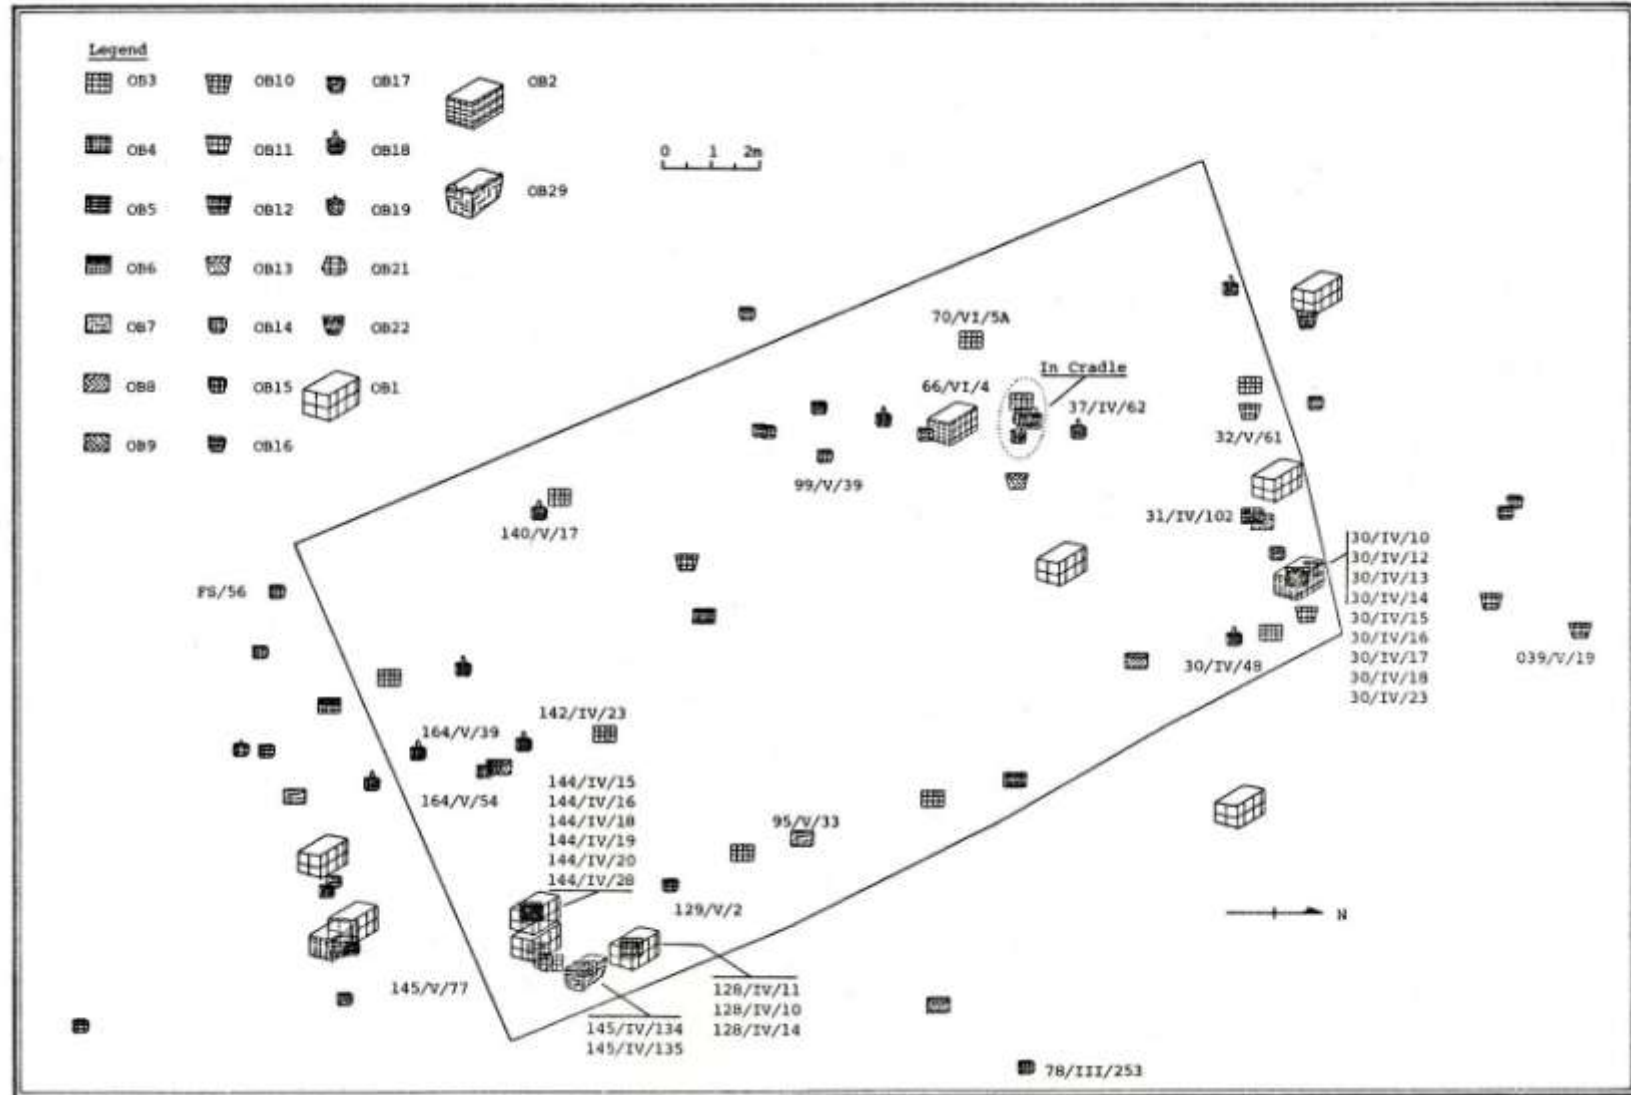 Legend
OB3 OB10 OB17 OB2
OB4 OB11 OB18
OB5 OB12 OB19 OB29
OB6 OB13 OB21
OB7 OB14 OB22
OB8 OB15 OB1
OB9 OB16
0 1 2m
70/VI/5A
In Cradle
66/VI/4
37/IV/62
32/V/61
99/V/39
31/IV/102
140/V/17
30/IV/10
30/IV/12
30/IV/13
30/IV/14
30/IV/15
30/IV/16
30/IV/17
30/IV/18
30/IV/23
FS/56
30/IV/48
039/V/19
142/IV/23
164/V/39
164/V/54
144/IV/15
144/IV/16
144/IV/18
144/IV/19
144/IV/20
144/IV/28
95/V/33
129/V/2
N
145/V/77
128/IV/11
128/IV/10
128/IV/14
145/IV/134
145/IV/135
78/III/253